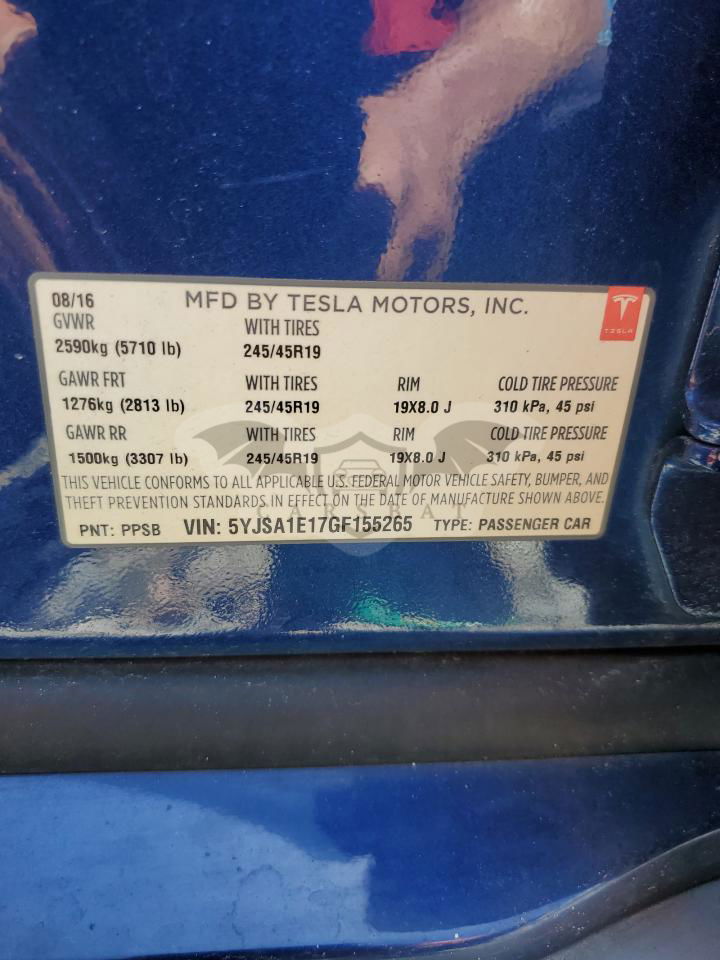 08/16 MFD BY TESLA MOTORS, INC.
TESLA
GVWR WITH TIRES
2590kg (5710 lb) 245/45R19
GAWR FRT WITH TIRES RIM COLD TIRE PRESSURE
1276kg (2813 lb) 245/45R19 19X8.0 J 310 kPa, 45 psi
GAWR RR WITH TIRES RIM COLD TIRE PRESSURE
1500kg (3307 lb) 245/45R19 19X8.0 J 310 kPa, 45 psi
THIS VEHICLE CONFORMS TO ALL APPLICABLE U.S. FEDERAL MOTOR VEHICLE SAFETY, BUMPER, AND
THEFT PREVENTION STANDARDS IN EFFECT ON THE DATE OF MANUFACTURE SHOWN ABOVE.
CARSBAT
PNT: PPSB VIN: 5YJSA1E17GF155265 TYPE: PASSENGER CAR